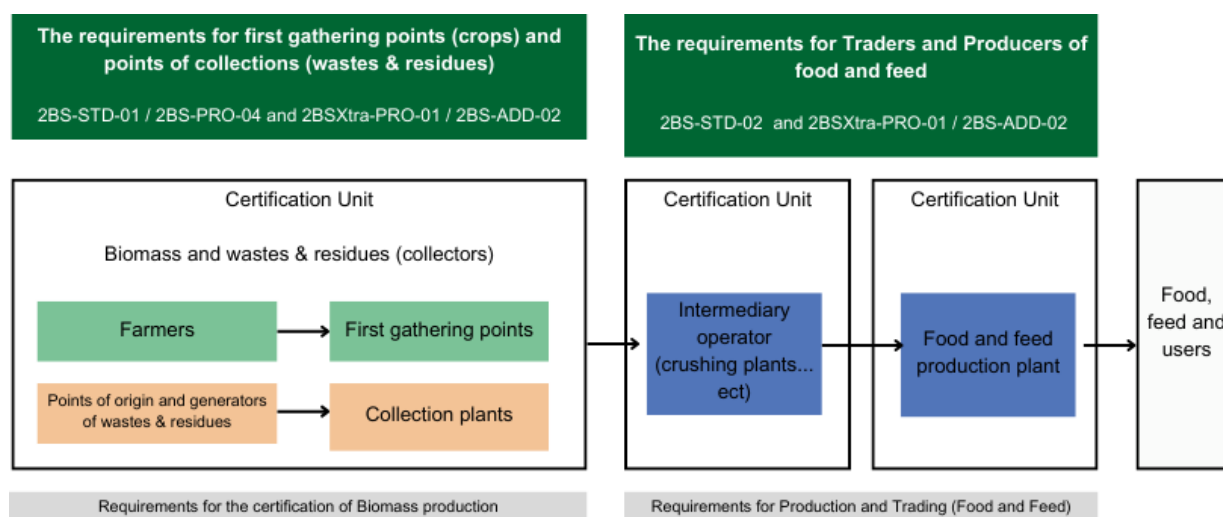 The requirements for first gathering points (crops) and
points of collections (wastes & residues)
2BS-STD-01 / 2BS-PRO-04 and 2BSXtra-PRO-01 / 2BS-ADD-02
The requirements for Traders and Producers of
food and feed
2BS-STD-02 and 2BSXtra-PRO-01 / 2BS-ADD-02
Certification Unit
Biomass and wastes & residues (collectors)
Farmers
First gathering points
Points of origin and generators
of wastes & residues
Collection plants
Certification Unit
Intermediary
operator
(crushing plants...
ect)
Certification Unit
Food and feed
production plant
Food,
feed and
users
Requirements for the certification of Biomass production
Requirements for Production and Trading (Food and Feed)